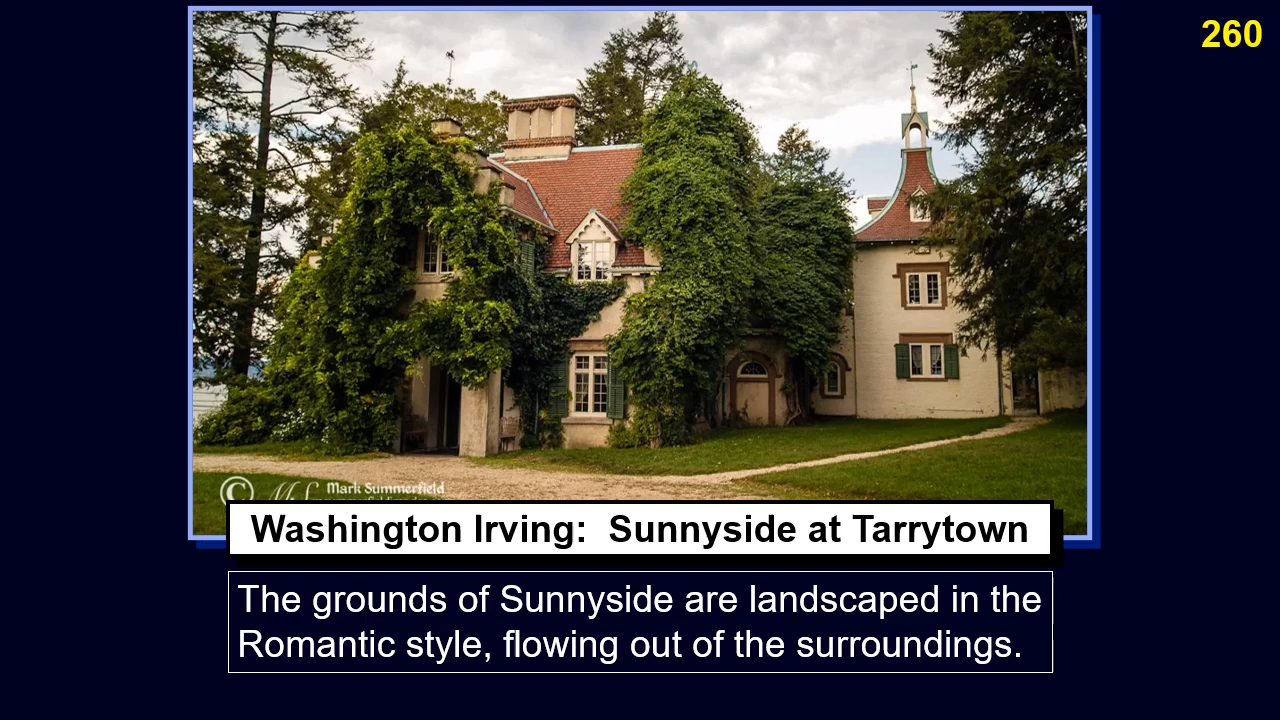 260
© Mark Summerfield
Washington Irving: Sunnyside at Tarrytown
The grounds of Sunnyside are landscaped in the
Romantic style, flowing out of the surroundings.